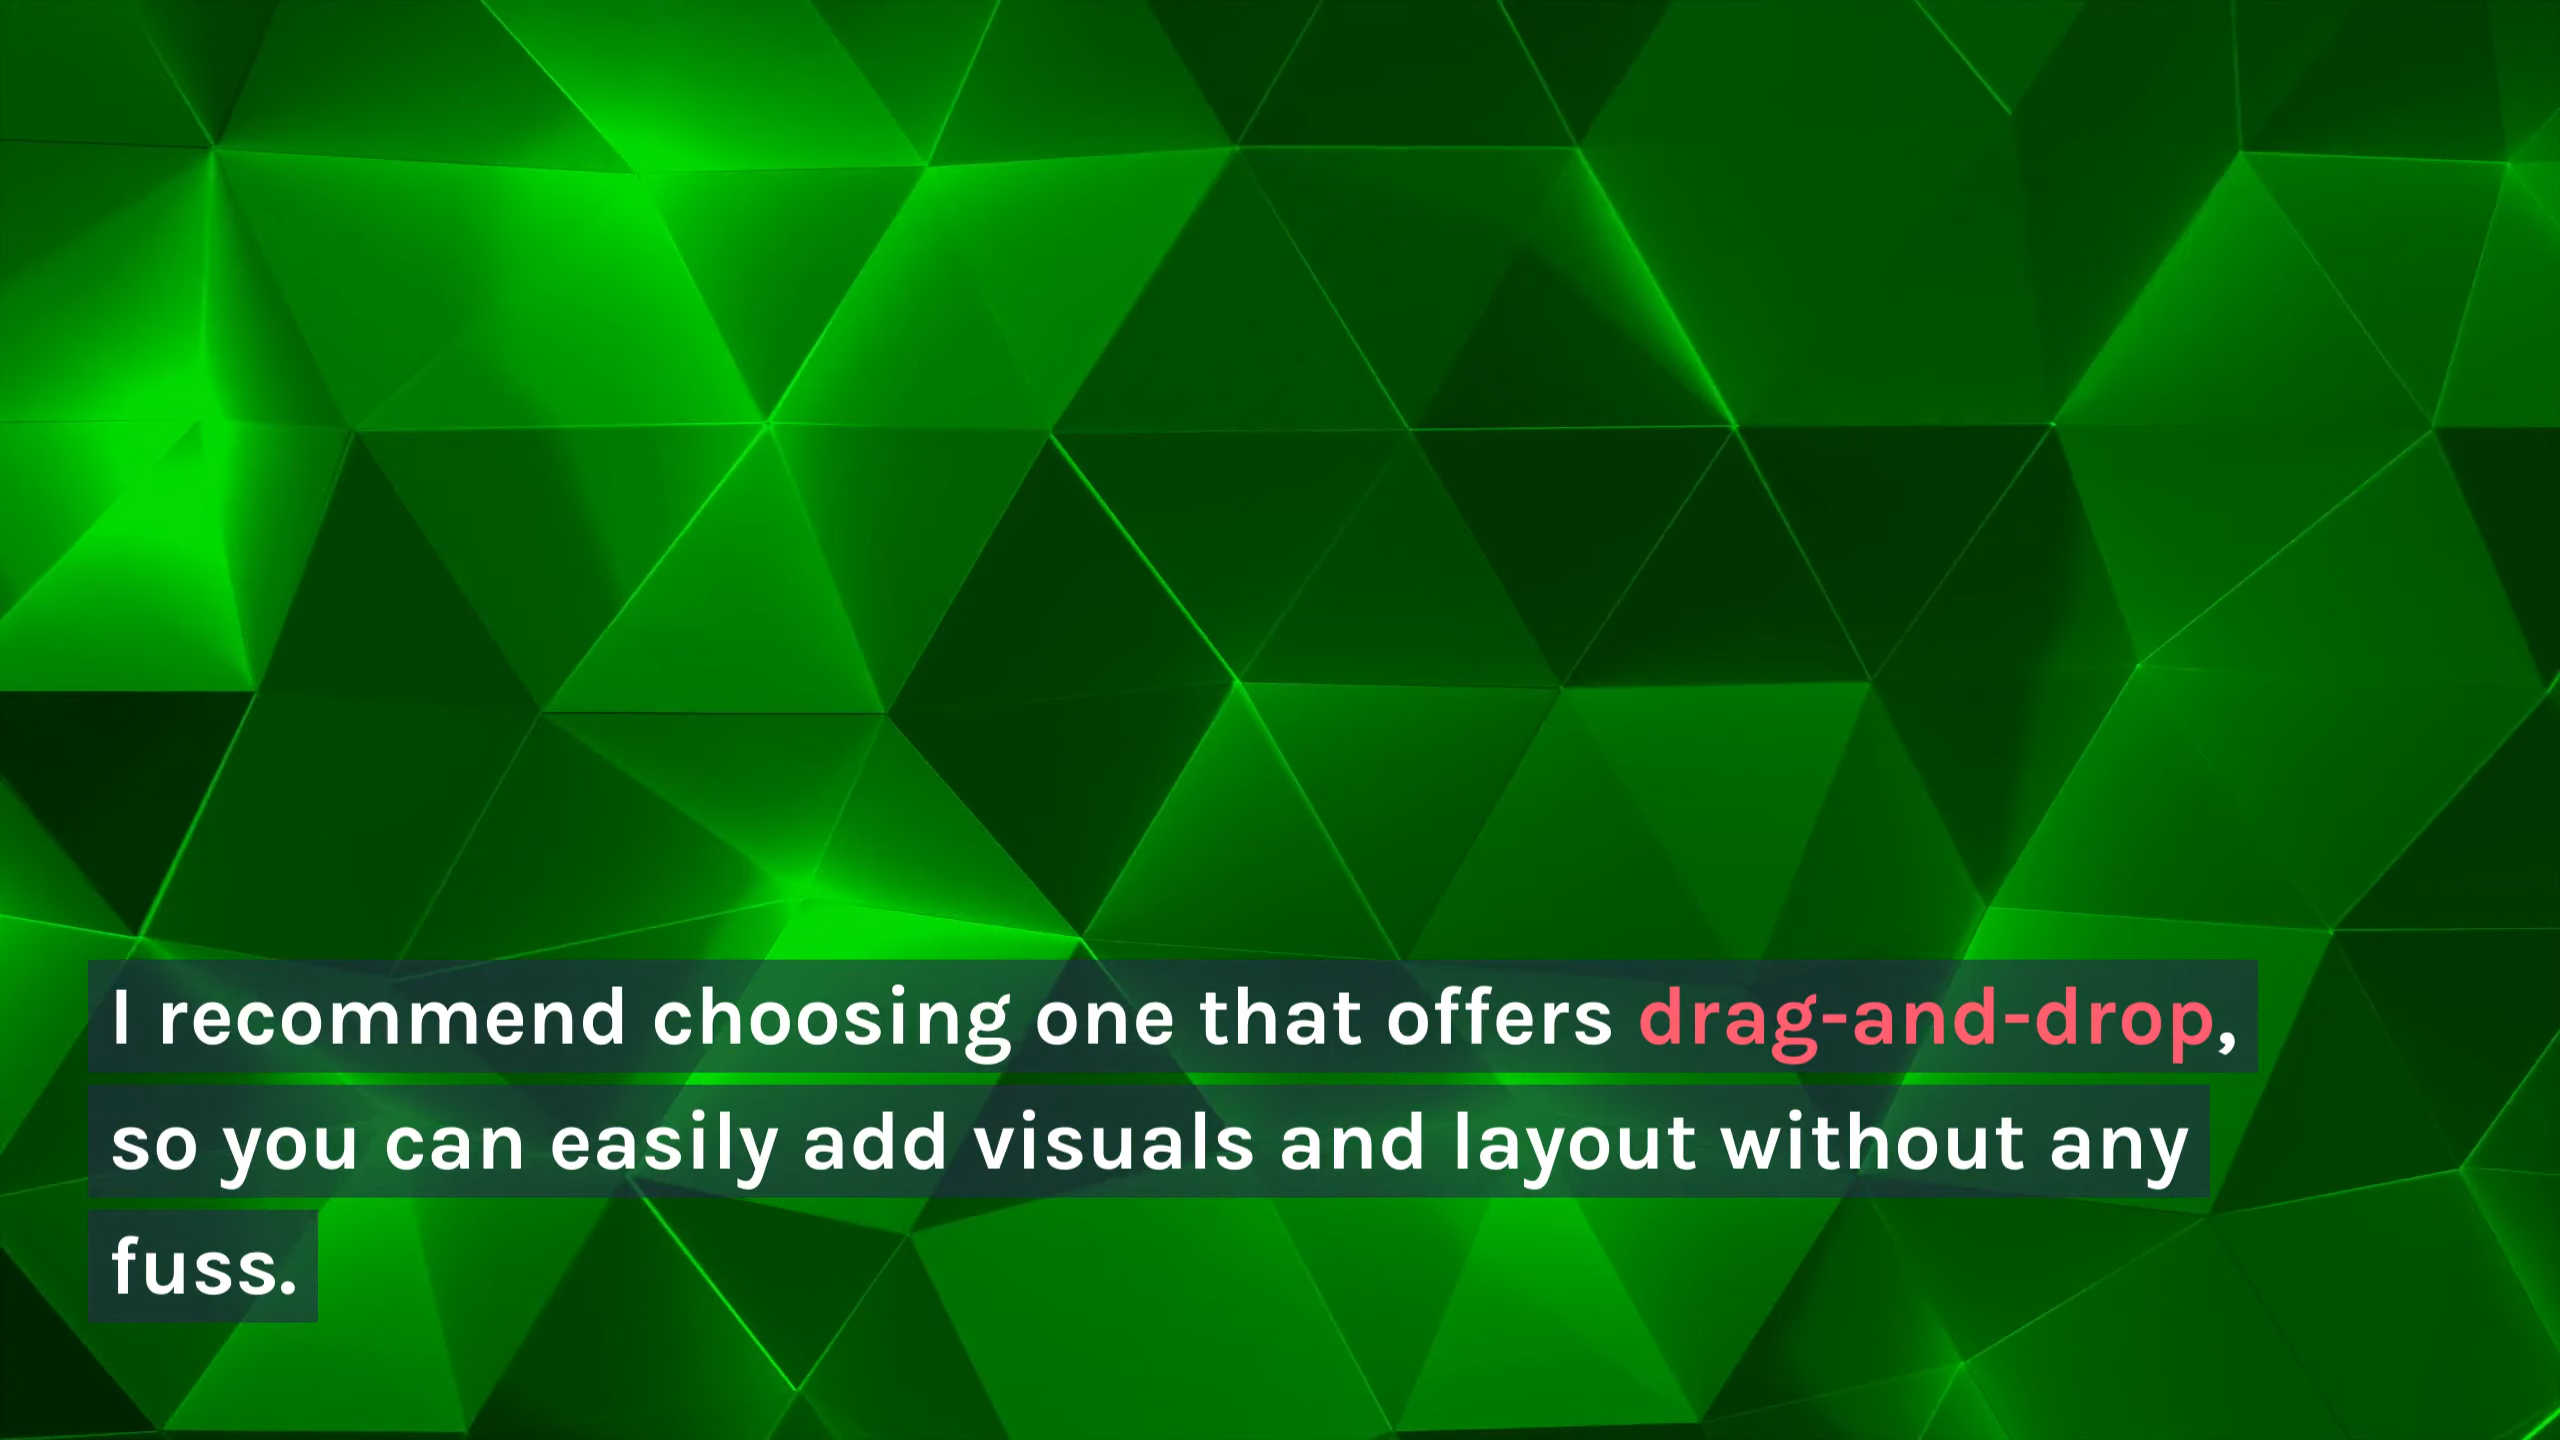 I recommend choosing one that offers drag-and-drop,
so you can easily add visuals and layout without any
fuss.